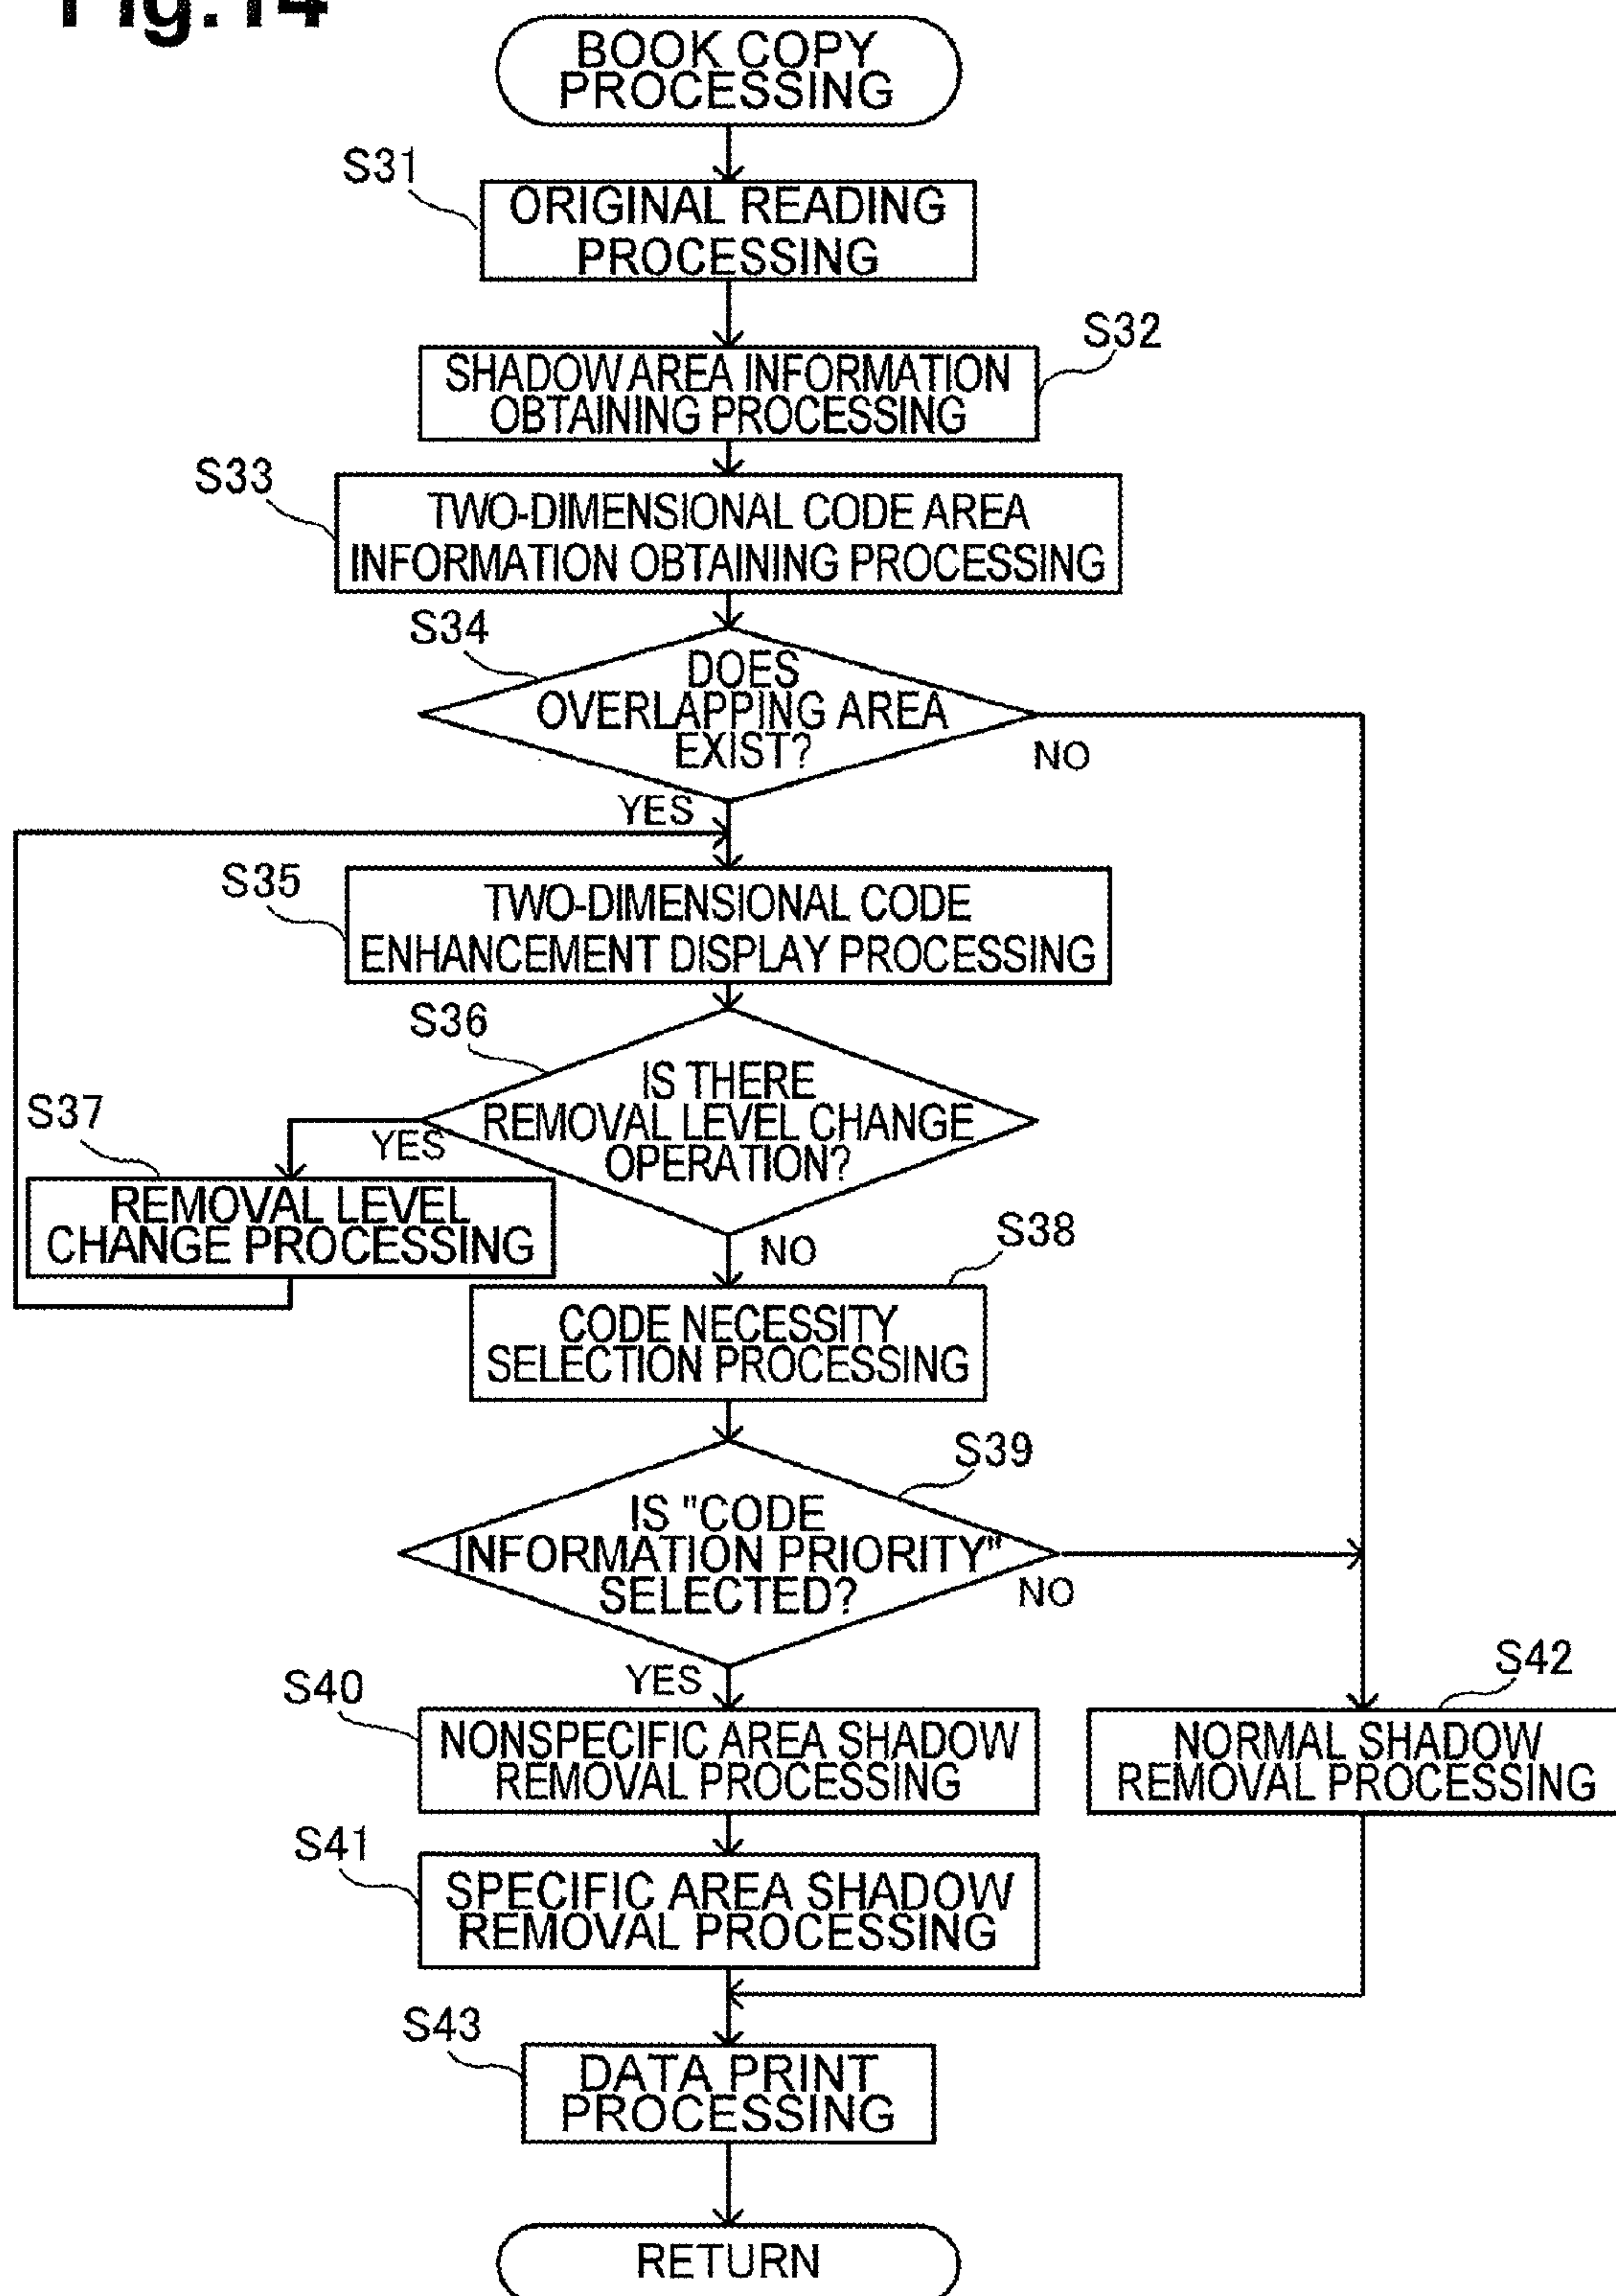 Fig.14
BOOK COPY
PROCESSING
S31
ORIGINAL READING
PROCESSING
S32
SHADOW AREA INFORMATION
OBTAINING PROCESSING
S33
TWO-DIMENSIONAL CODE AREA
INFORMATION OBTAINING PROCESSING
S34
DOES
OVERLAPPING AREA
EXIST?
NO
YES
S35
TWO-DIMENSIONAL CODE
ENHANCEMENT DISPLAY PROCESSING
S36
IS THERE
REMOVAL LEVEL CHANGE
OPERATION?
YES
S37
REMOVAL LEVEL
CHANGE PROCESSING
NO
S38
CODE NECESSITY
SELECTION PROCESSING
S39
IS "CODE
INFORMATION PRIORITY"
SELECTED?
NO
YES
S40
NONSPECIFIC AREA SHADOW
REMOVAL PROCESSING
S42
NORMAL SHADOW
REMOVAL PROCESSING
S41
SPECIFIC AREA SHADOW
REMOVAL PROCESSING
S43
DATA PRINT
PROCESSING
RETURN